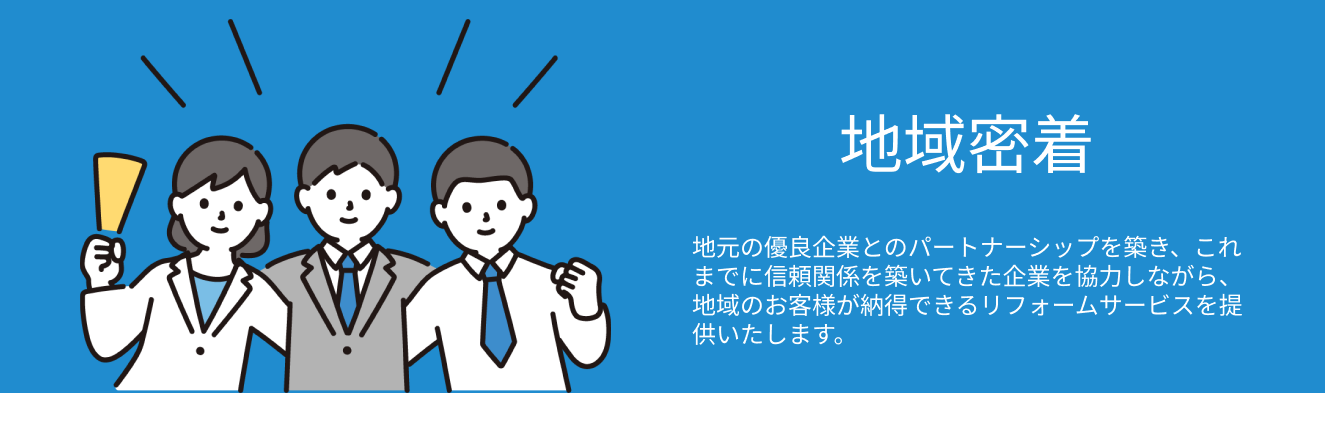 地域密着
地元の優良企業とのパートナーシップを築き、これ
までに信頼関係を築いてきた企業を協力しながら、
地域のお客様が納得できるリフォームサービスを提
供いたします。